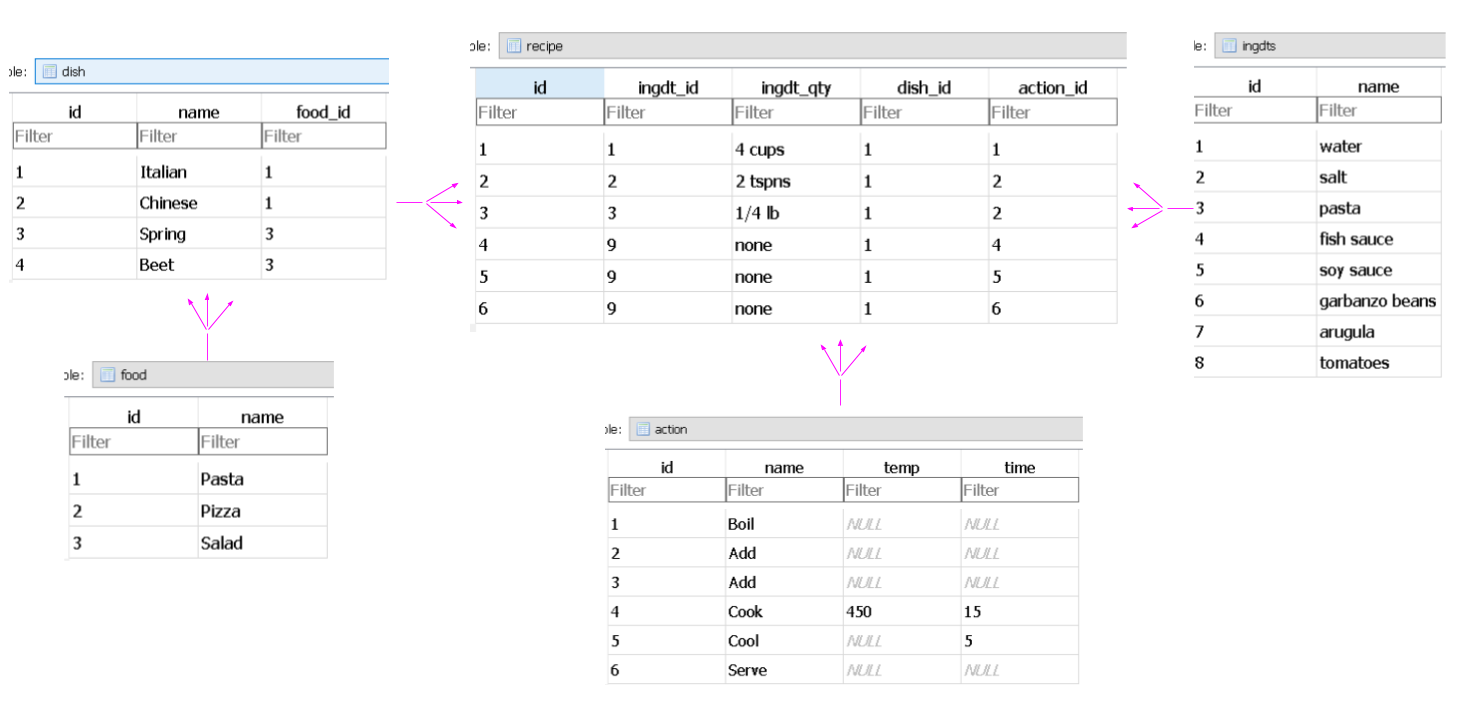 ole: dish
id name food_id
Filter Filter Filter
1 Italian 1
2 Chinese 1
3 Spring 3
4 Beet 3
ole: recipe
id ingdt_id ingdt_qty dish_id action_id
Filter Filter Filter Filter Filter
1 1 4 cups 1 1
2 2 2 tspns 1 2
3 3 1/4 lb 1 2
4 9 none 1 4
5 9 none 1 5
6 9 none 1 6
le: ingdts
id name
Filter Filter
1 water
2 salt
3 pasta
4 fish sauce
5 soy sauce
6 garbanzo beans
7 arugula
8 tomatoes
ole: food
id name
Filter Filter
1 Pasta
2 Pizza
3 Salad
ole: action
id name temp time
Filter Filter Filter Filter
1 Boil NULL NULL
2 Add NULL NULL
3 Add NULL NULL
4 Cook 450 15
5 Cool NULL 5
6 Serve NULL NULL